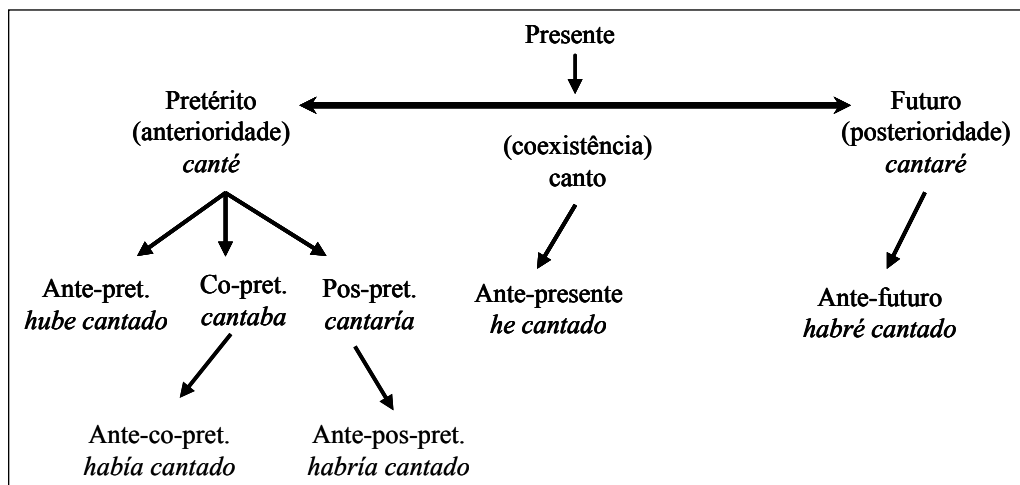 Presente
Pretérito
(anterioridade)
canté
(coexistência)
canto
Futuro
(posterioridade)
cantaré
Ante-pret.
hube cantado
Co-pret.
cantaba
Pos-pret.
cantaría
Ante-presente
he cantado
Ante-futuro
habré cantado
Ante-co-pret.
había cantado
Ante-pos-pret.
habría cantado